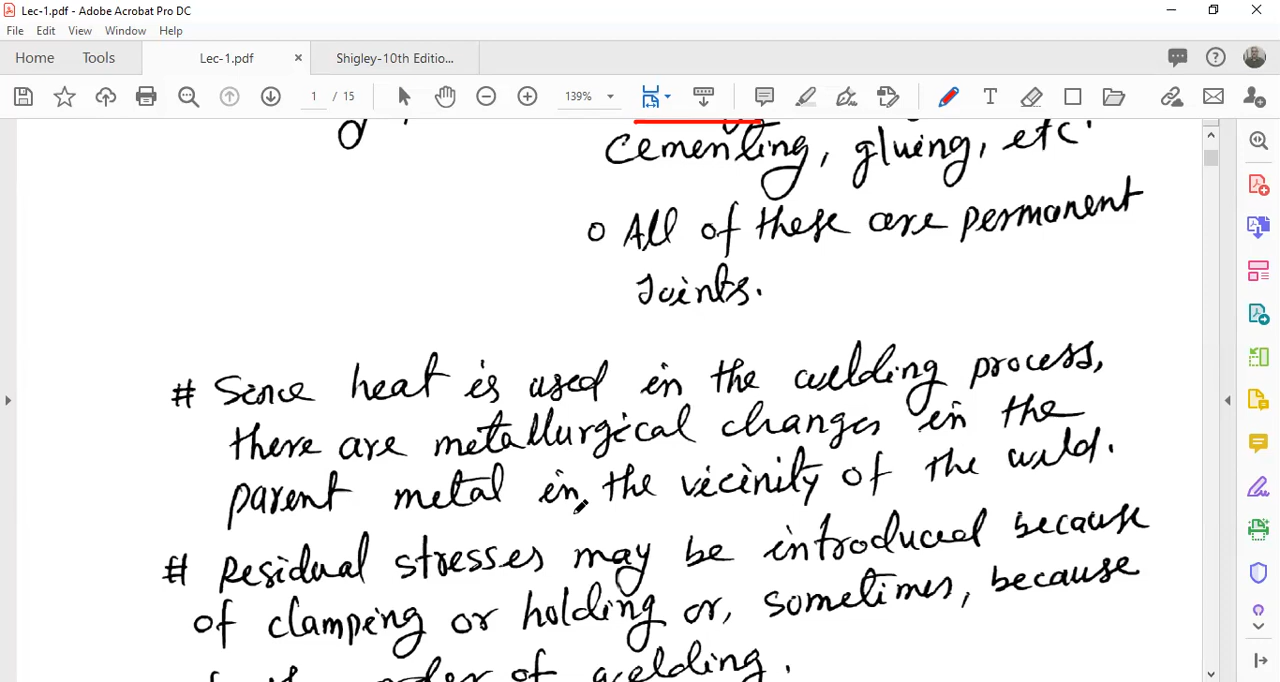 Lec-1.pdf - Adobe Acrobat Pro DC
File Edit View Window Help
Home Tools Lec-1.pdf × Shigley-10th Editio...
1 / 15 139%
cementing, gluing, etc.
o All of these are permanent
Joints.
# Since heat is used in the welding process,
there are metallurgical changes in the
parent metal in the vicinity of the weld.
# Residual stresses may be introduced because
of clamping or holding or, sometimes, because
order of welding.